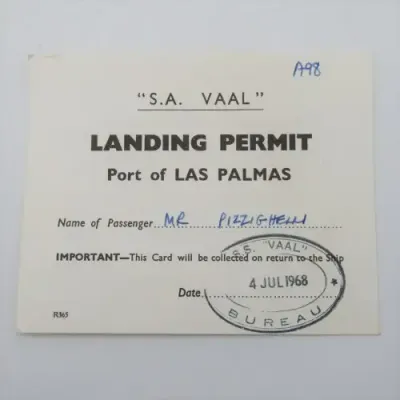 A98
"S.A. VAAL"
LANDING PERMIT
Port of LAS PALMAS
Name of Passenger MR PIZZIGHELLI
IMPORTANT—This Card will be collected on return to the Ship
S.S. "VAAL"
4 JUL 1968
Date
BUREAU
R365